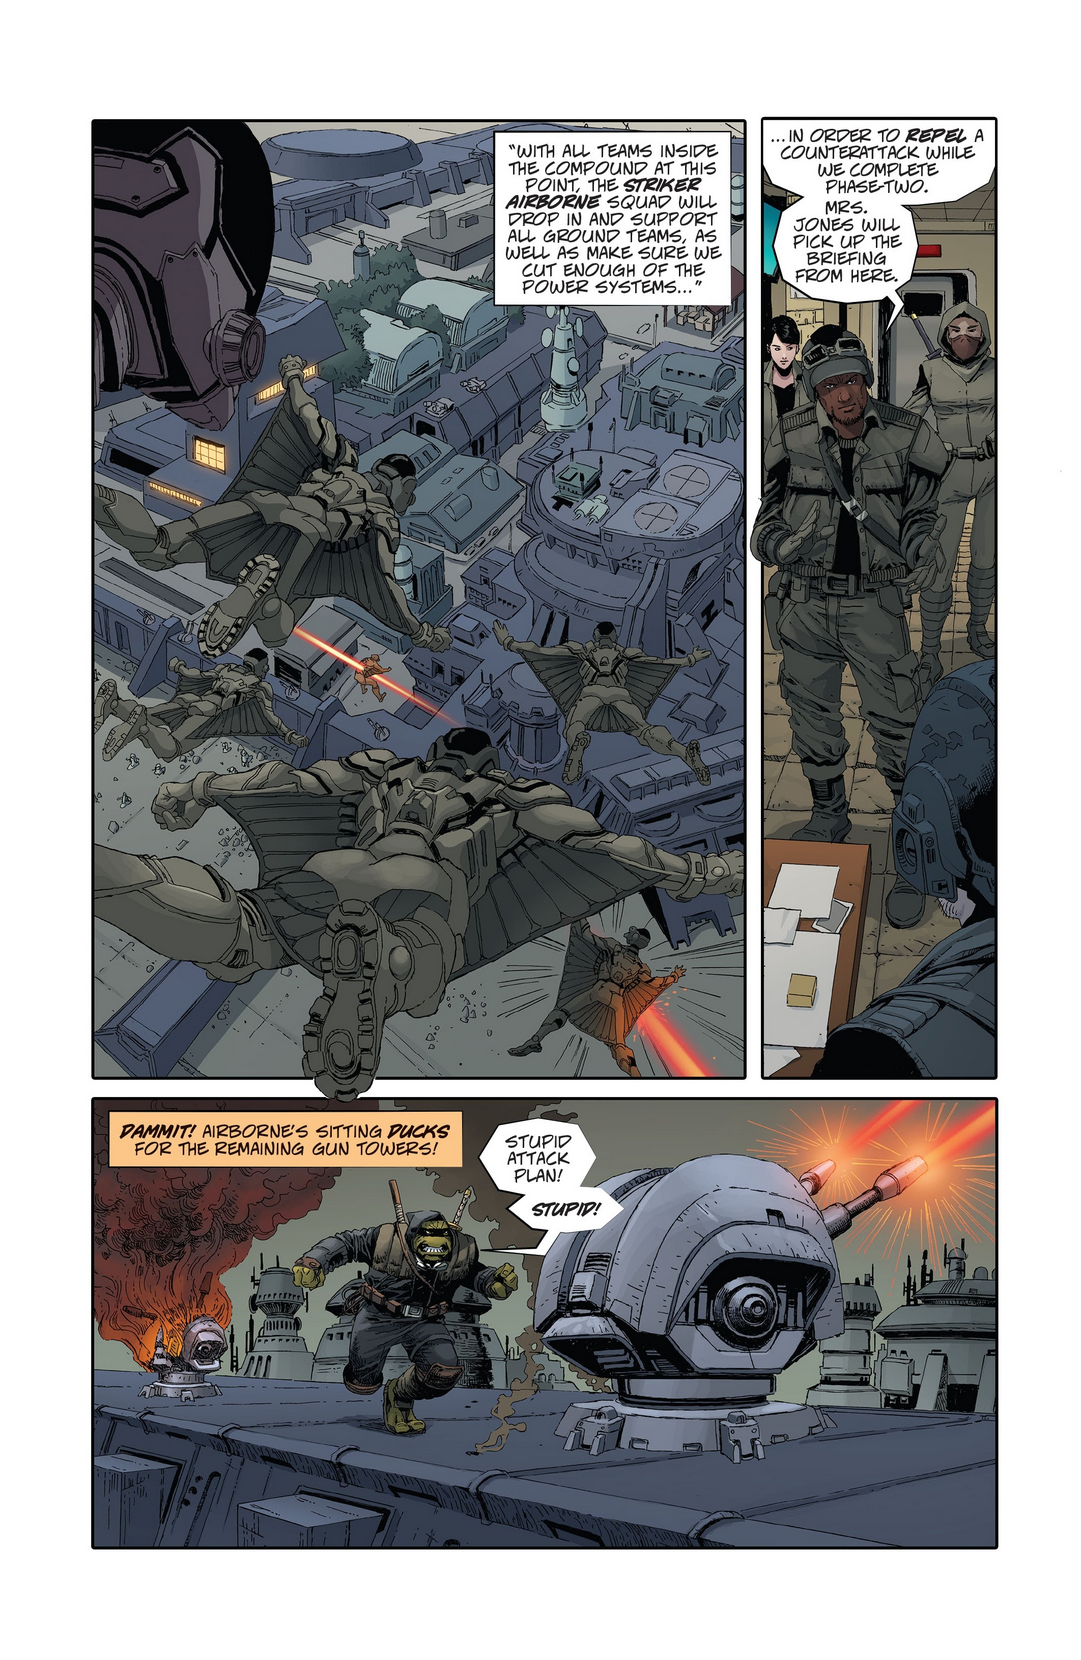 "WITH ALL TEAMS INSIDE
THE COMPOUND AT THIS
POINT, THE STRIKER
AIRBORNE SQUAD WILL
DROP IN AND SUPPORT
ALL GROUND TEAMS, AS
WELL AS MAKE SURE WE
CUT ENOUGH OF THE
POWER SYSTEMS..."
...IN ORDER TO REPEL A
COUNTERATTACK WHILE
WE COMPLETE
PHASE-TWO.
MRS.
JONES WILL
PICK UP THE
BRIEFING
FROM HERE.
DAMMIT! AIRBORNE'S SITTING DUCKS
FOR THE REMAINING GUN TOWERS!
STUPID
ATTACK
PLAN!
STUPID!